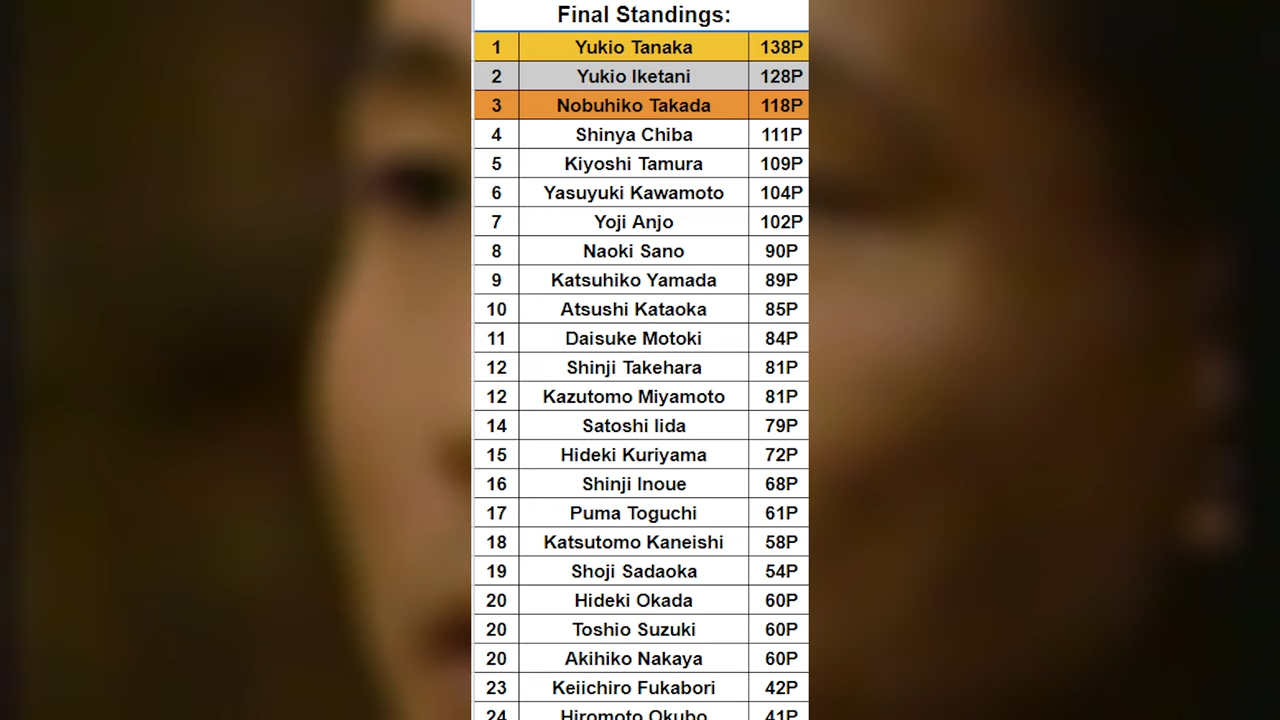 Final Standings:
1 Yukio Tanaka 138P
2 Yukio Iketani 128P
3 Nobuhiko Takada 118P
4 Shinya Chiba 111P
5 Kiyoshi Tamura 109P
6 Yasuyuki Kawamoto 104P
7 Yoji Anjo 102P
8 Naoki Sano 90P
9 Katsuhiko Yamada 89P
10 Atsushi Kataoka 85P
11 Daisuke Motoki 84P
12 Shinji Takehara 81P
12 Kazutomo Miyamoto 81P
14 Satoshi Iida 79P
15 Hideki Kuriyama 72P
16 Shinji Inoue 68P
17 Puma Toguchi 61P
18 Katsutomo Kaneishi 58P
19 Shoji Sadaoka 54P
20 Hideki Okada 60P
20 Toshio Suzuki 60P
20 Akihiko Nakaya 60P
23 Keiichiro Fukabori 42P
24 Hiromoto Okubo 41P